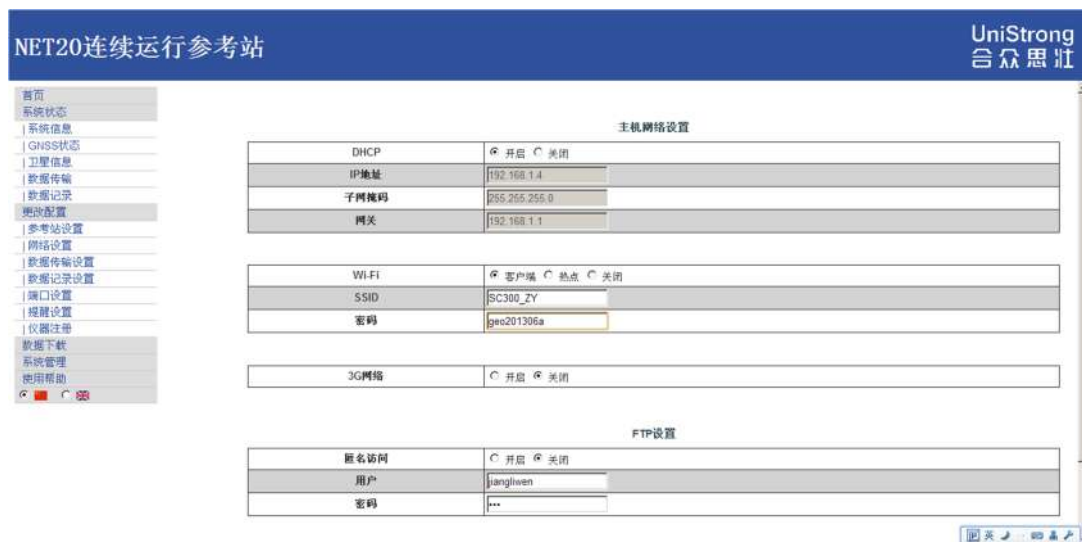 NET20连续运行参考站
UniStrong
合众思壮
首页
系统状态
|系统信息
|GNSS状态
|卫星信息
|数据传输
|数据记录
更改配置
|参考站设置
|网络设置
|数据传输设置
|数据记录设置
|端口设置
|提醒设置
|仪器注册
数据下载
系统管理
使用帮助
主机网络设置
DHCP 开启 关闭
IP地址 192.168.1.4
子网掩码 255.255.255.0
网关 192.168.1.1
Wi-Fi 客户端 热点 关闭
SSID SC300_ZY
密码 geo201306a
3G网络 开启 关闭
FTP设置
匿名访问 开启 关闭
用户 jiangliwen
密码 •••
英